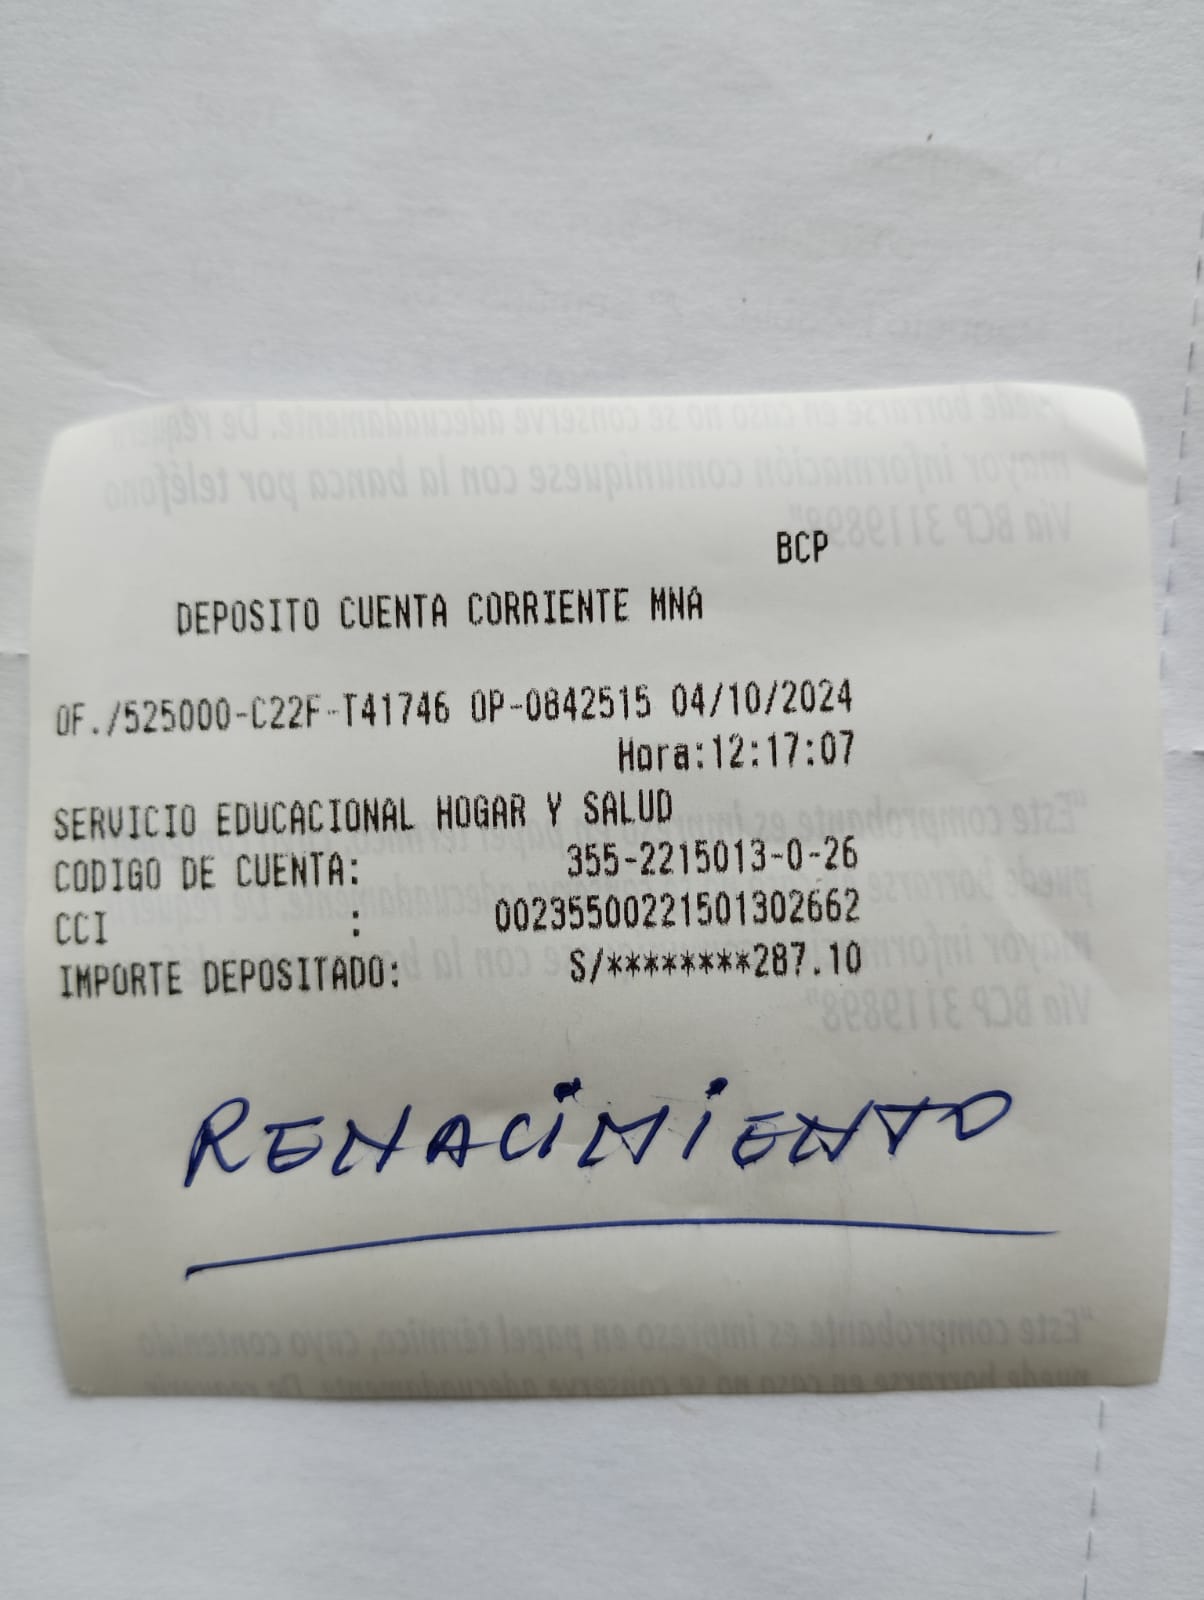 BCP
DEPOSITO CUENTA CORRIENTE MNA
OF./525000-C22F-T41746 OP-0842515 04/10/2024
Hora:12:17:07
SERVICIO EDUCACIONAL HOGAR Y SALUD
CODIGO DE CUENTA: 355-2215013-0-26
CCI : 00235500221501302662
IMPORTE DEPOSITADO: S/********287.10
RENACIMIENTO